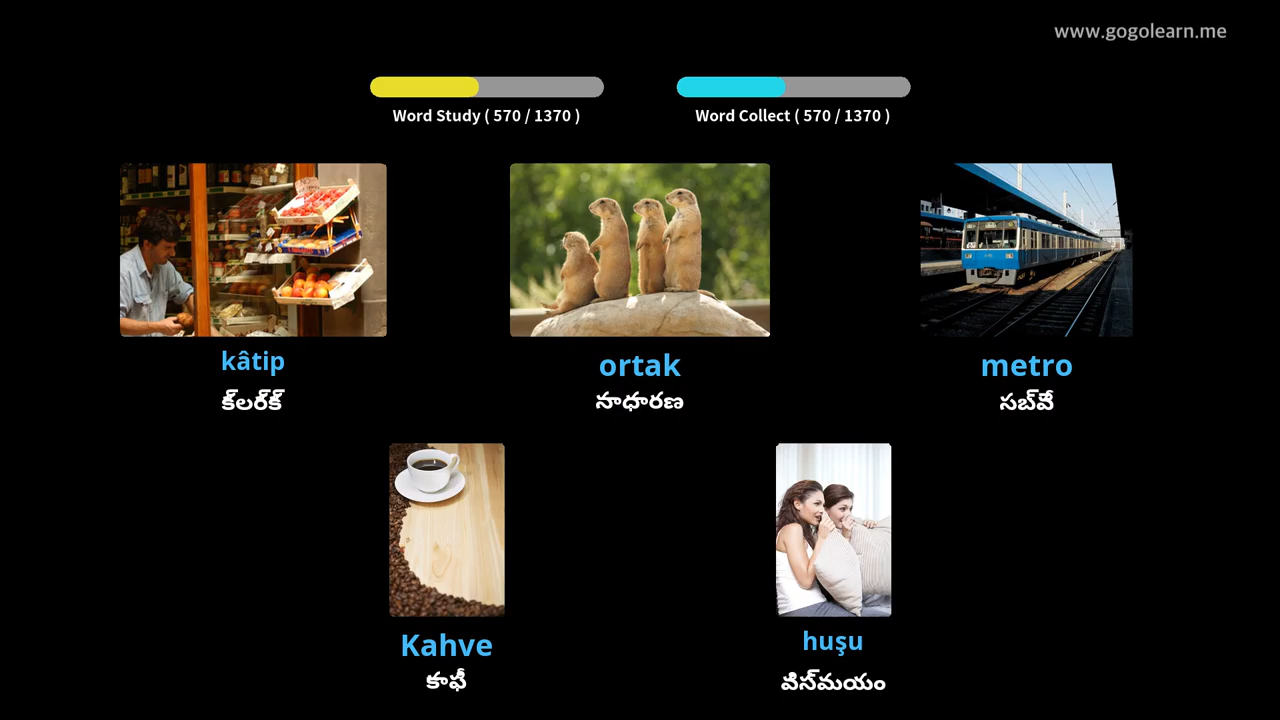 www.gogolearn.me
Word Study ( 570 / 1370 )
Word Collect ( 570 / 1370 )
kâtip
క్‌లర్‌క్
ortak
సాధారణ
metro
సబ్‌వే
Kahve
కాఫీ
huşu
విస్‌మయం